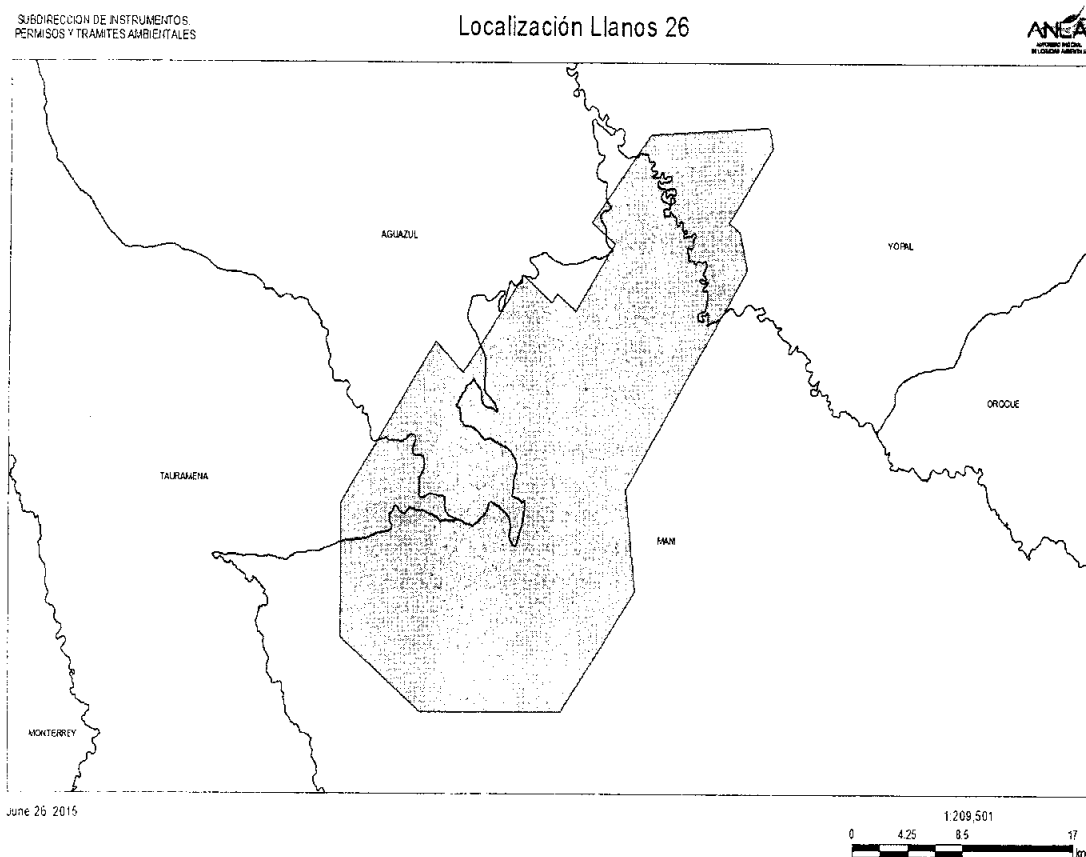 SUBDIRECCION DE INSTRUMENTOS,
PERMISOS Y TRAMITES AMBIENTALES
Localización Llanos 26
ANLA
AGUAZUL
YOPAL
OROCUE
TAURAMENA
MANI
MONTERREY
June 26 2015
1:209,501
0 4.25 8.5 17
km